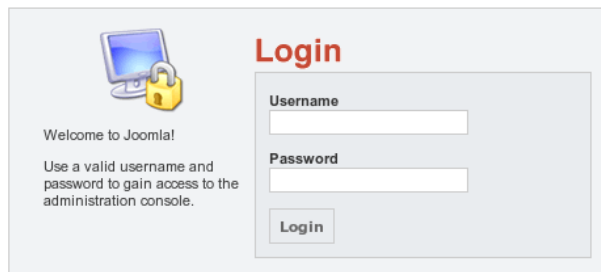 Login
Welcome to Joomla!
Use a valid username and
password to gain access to the
administration console.
Username
Password
Login